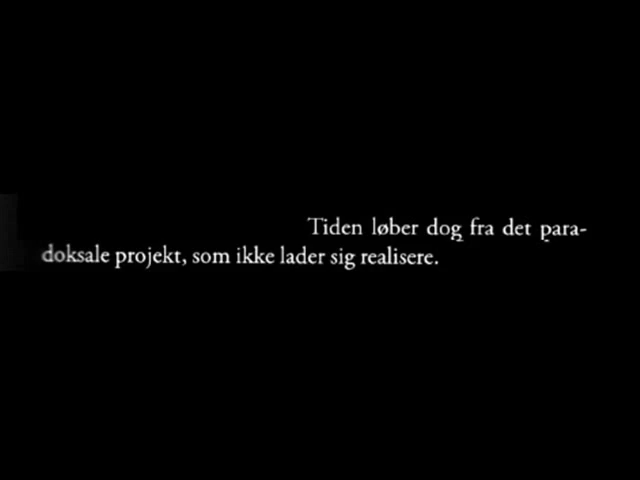 Tiden løber dog fra det para-
doksale projekt, som ikke lader sig realisere.